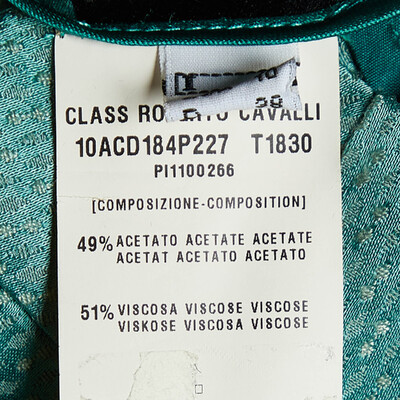 CLASS RO TO CAVALLI
10ACD184P227 T1830
PI1100266
[COMPOSIZIONE-COMPOSITION]
49% ACETATO ACETATE ACETATE
ACETAT ACETATO ACETATO
51% VISCOSA VISCOSE VISCOSE
VISKOSE VISCOSA VISCOSE